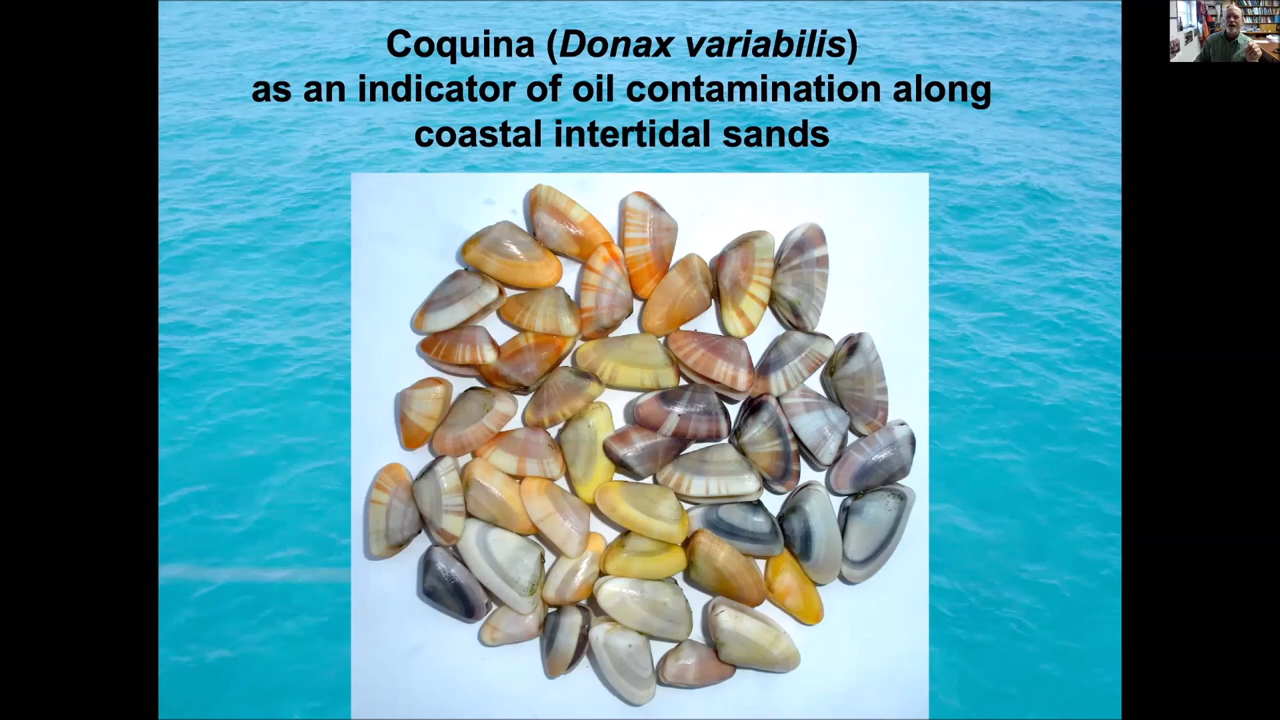 Coquina (Donax variabilis)
as an indicator of oil contamination along
coastal intertidal sands